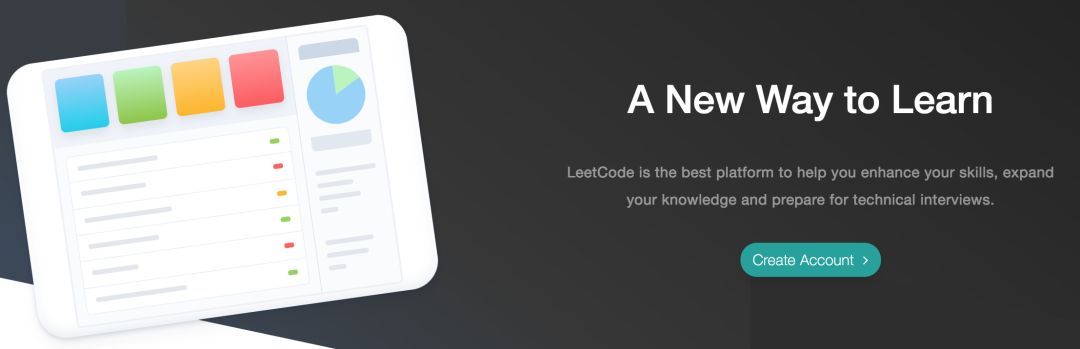 A New Way to Learn
LeetCode is the best platform to help you enhance your skills, expand
your knowledge and prepare for technical interviews.
Create Account >